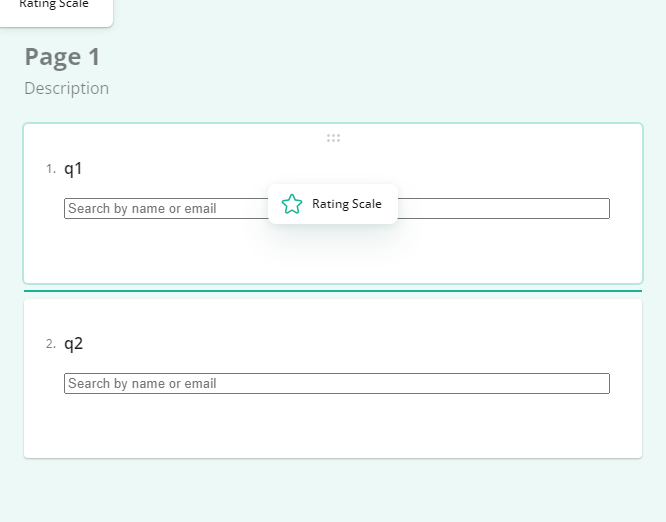 Rating Scale
Page 1
Description
1. q1
Search by name or email
Rating Scale
2. q2
Search by name or email